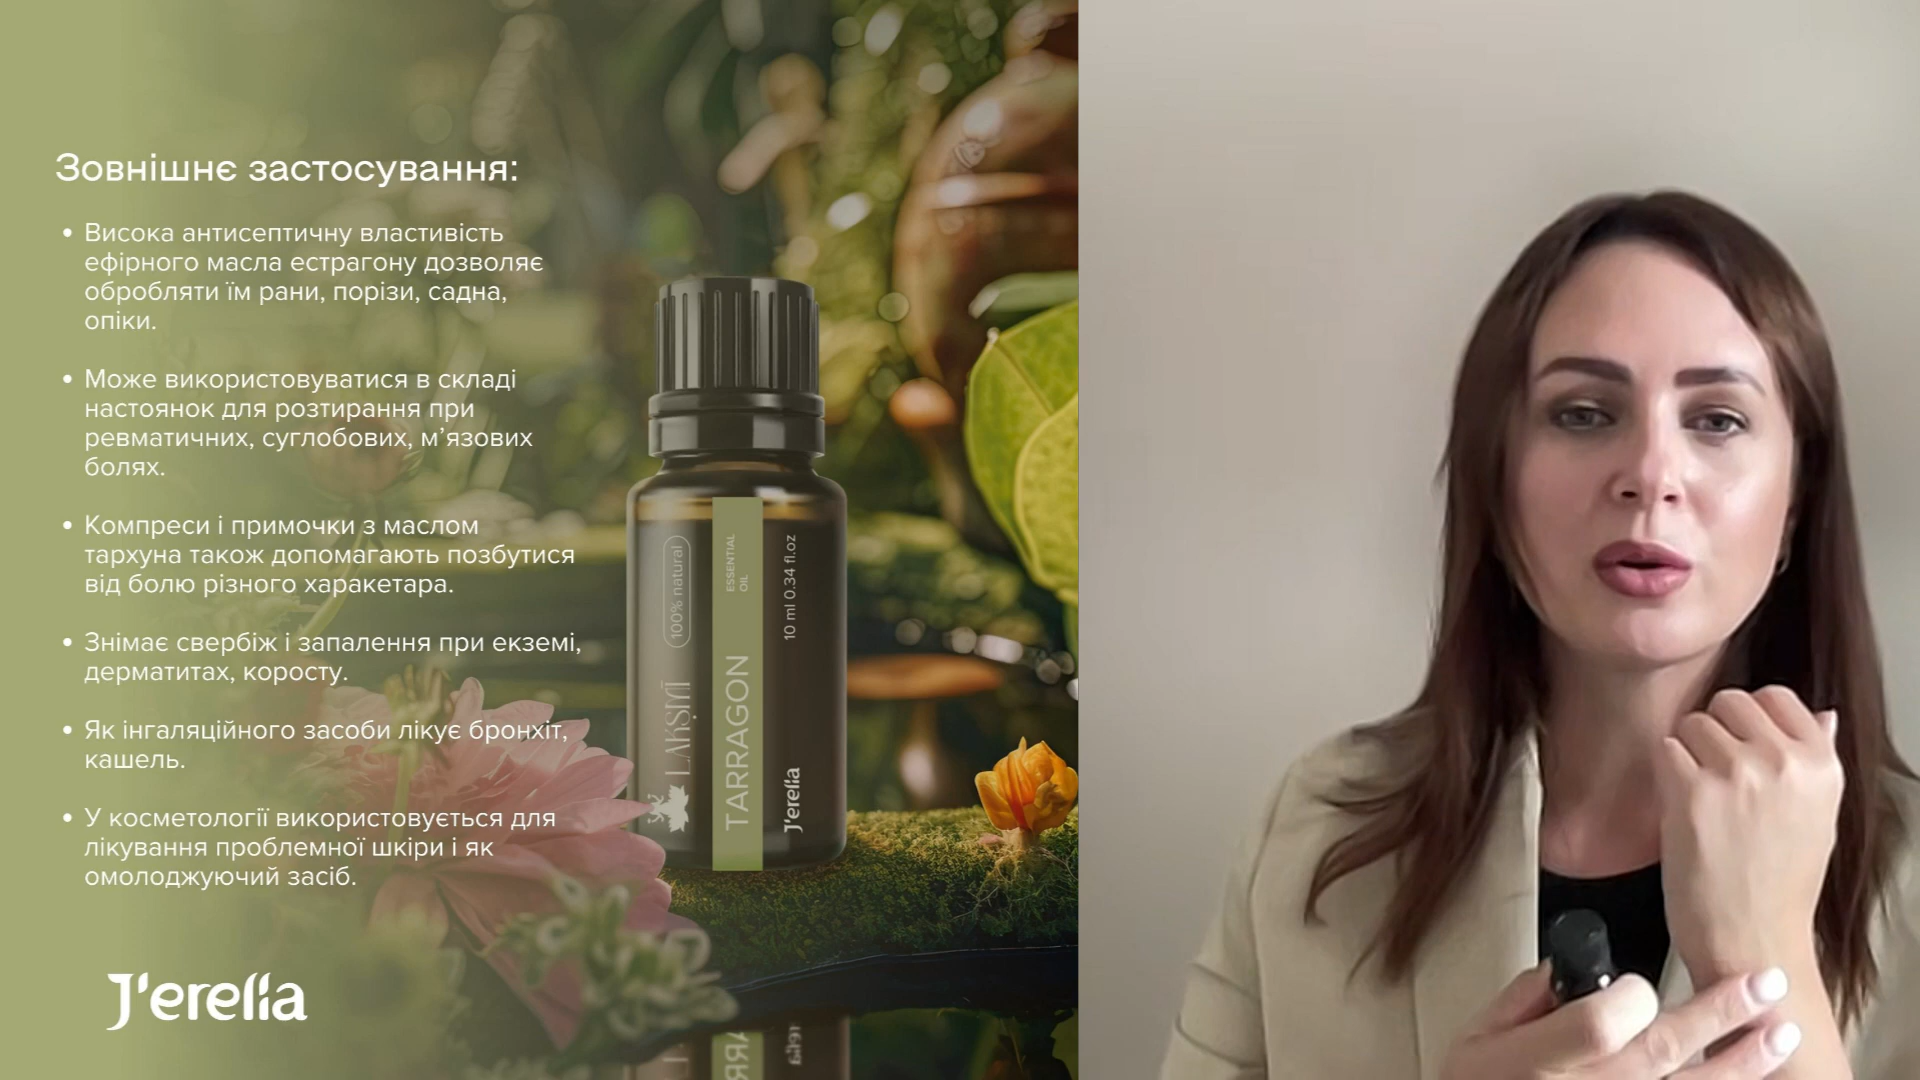 Зовнішнє застосування:
• Висока антисептичну властивість
ефірного масла естрагону дозволяє
обробляти їм рани, порізи, садна,
опіки.
• Може використовуватися в складі
настоянок для розтирання при
ревматичних, суглобових, м’язових
болях.
• Компреси і примочки з маслом
тархуна також допомагають позбутися
від болю різного характетара.
• Знімає свербіж і запалення при екземі,
дерматитах, коросту.
• Як інгаляційного засоби лікує бронхіт,
кашель.
• У косметології використовується для
лікування проблемної шкіри і як
омолоджуючий засіб.
J'erelia
100% natural
LAKSMI
TARRAGON
ESSENTIAL
OIL
10 ml 0.34 fl.oz
J'erelia